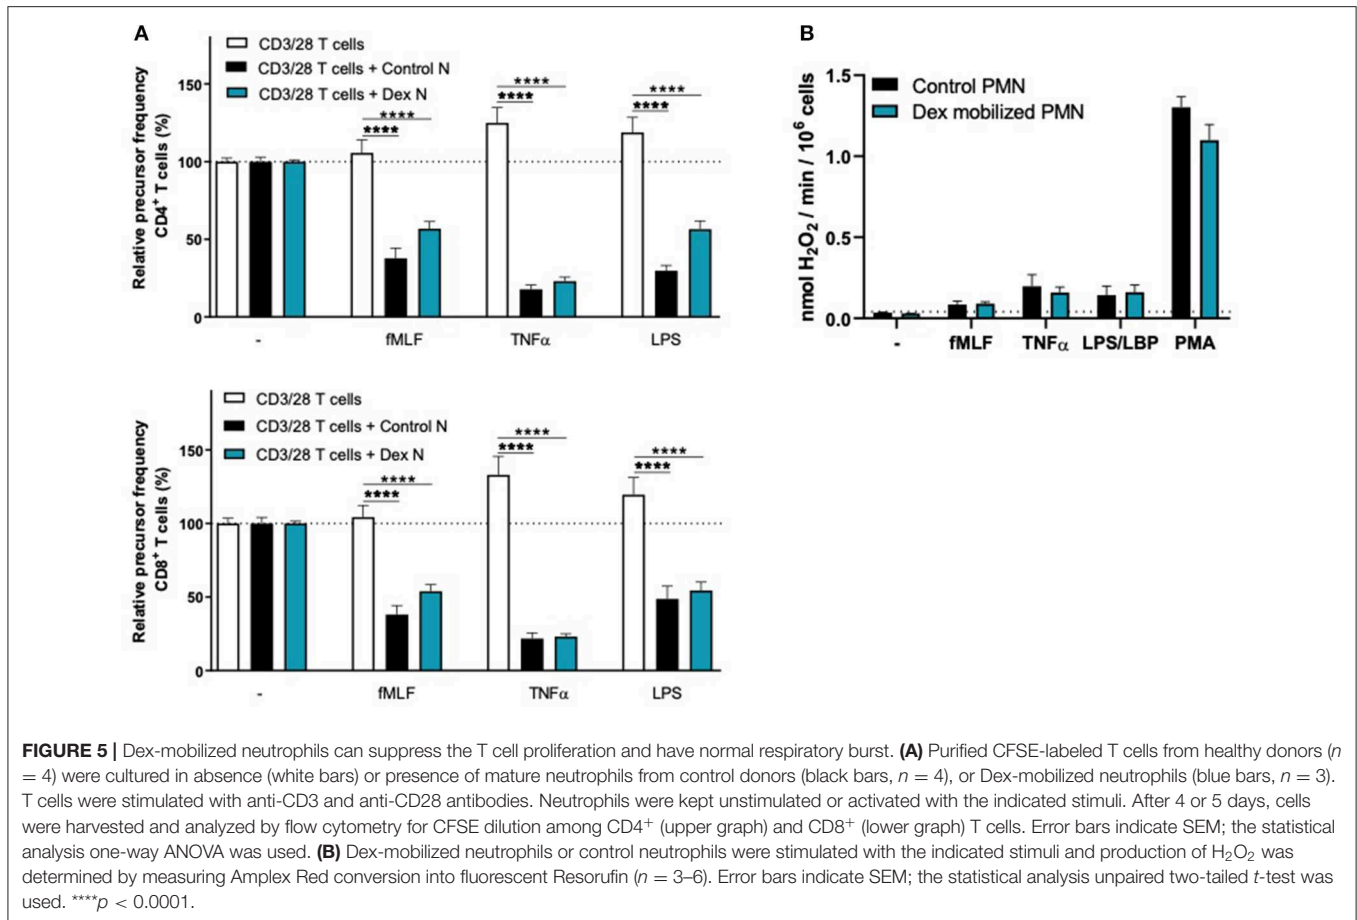 A
CD3/28 T cells
CD3/28 T cells + Control N
CD3/28 T cells + Dex N
Relative precursor frequency
CD4⁺ T cells (%)
150
100
50
0
****
****
****
****
****
****
-
fMLF
TNFα
LPS
B
Control PMN
Dex mobilized PMN
nmol H₂O₂ / min / 10⁶ cells
1.5
1.0
0.5
0.0
-
fMLF
TNFα
LPS/LBP
PMA
CD3/28 T cells
CD3/28 T cells + Control N
CD3/28 T cells + Dex N
Relative precursor frequency
CD8⁺ T cells (%)
150
100
50
0
****
****
****
****
****
****
-
fMLF
TNFα
LPS
FIGURE 5 | Dex-mobilized neutrophils can suppress the T cell proliferation and have normal respiratory burst. (A) Purified CFSE-labeled T cells from healthy donors (n
= 4) were cultured in absence (white bars) or presence of mature neutrophils from control donors (black bars, n = 4), or Dex-mobilized neutrophils (blue bars, n = 3).
T cells were stimulated with anti-CD3 and anti-CD28 antibodies. Neutrophils were kept unstimulated or activated with the indicated stimuli. After 4 or 5 days, cells
were harvested and analyzed by flow cytometry for CFSE dilution among CD4⁺ (upper graph) and CD8⁺ (lower graph) T cells. Error bars indicate SEM; the statistical
analysis one-way ANOVA was used. (B) Dex-mobilized neutrophils or control neutrophils were stimulated with the indicated stimuli and production of H₂O₂ was
determined by measuring Amplex Red conversion into fluorescent Resorufin (n = 3–6). Error bars indicate SEM; the statistical analysis unpaired two-tailed t-test was
used. ****p < 0.0001.